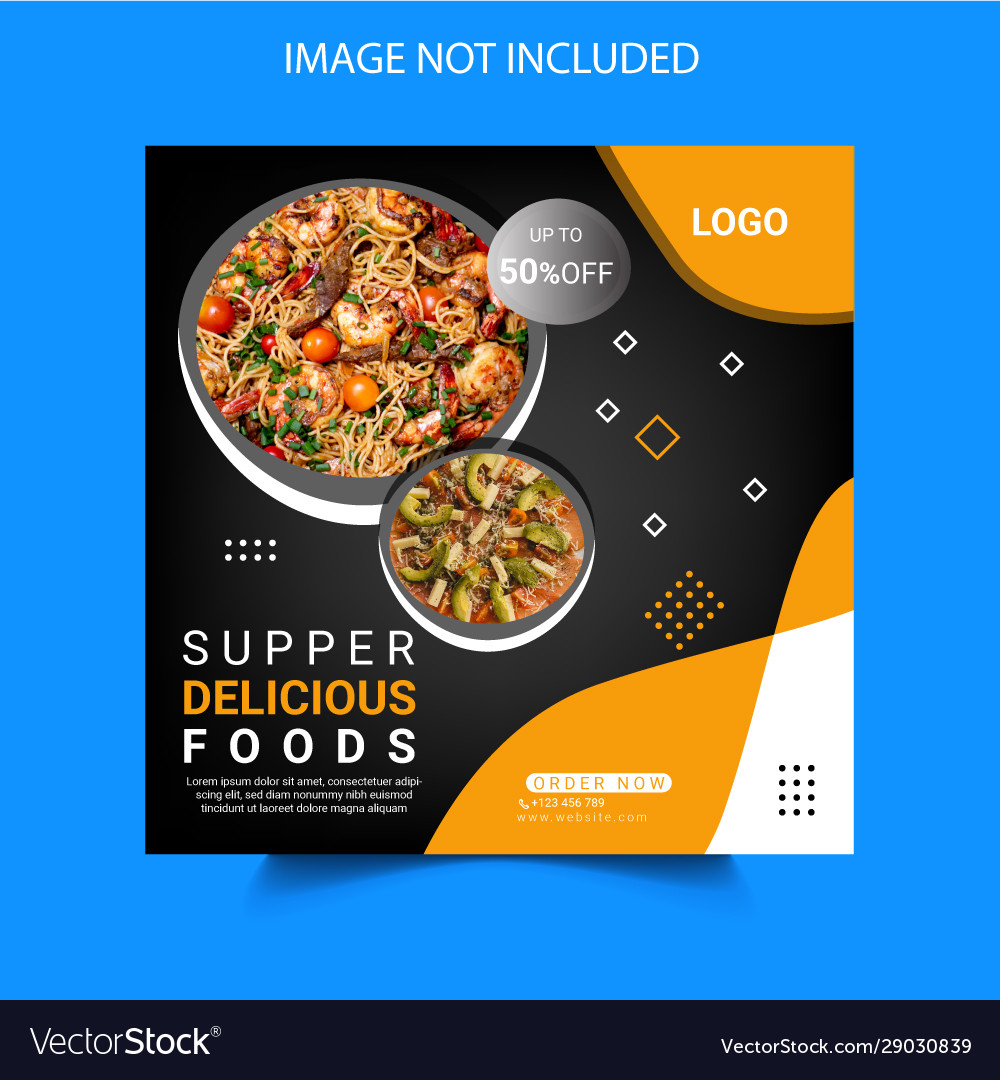 IMAGE NOT INCLUDED
LOGO
UP TO
50%OFF
SUPPER
DELICIOUS
FOODS
Lorem ipsum dolor sit amet, consectetuer adipi-
scing elit, sed diam nonummy nibh euismod
tincidunt ut laoreet dolore magna aliquam
ORDER NOW
+123 456 789
www.website.com
VectorStock®
VectorStock.com/29030839